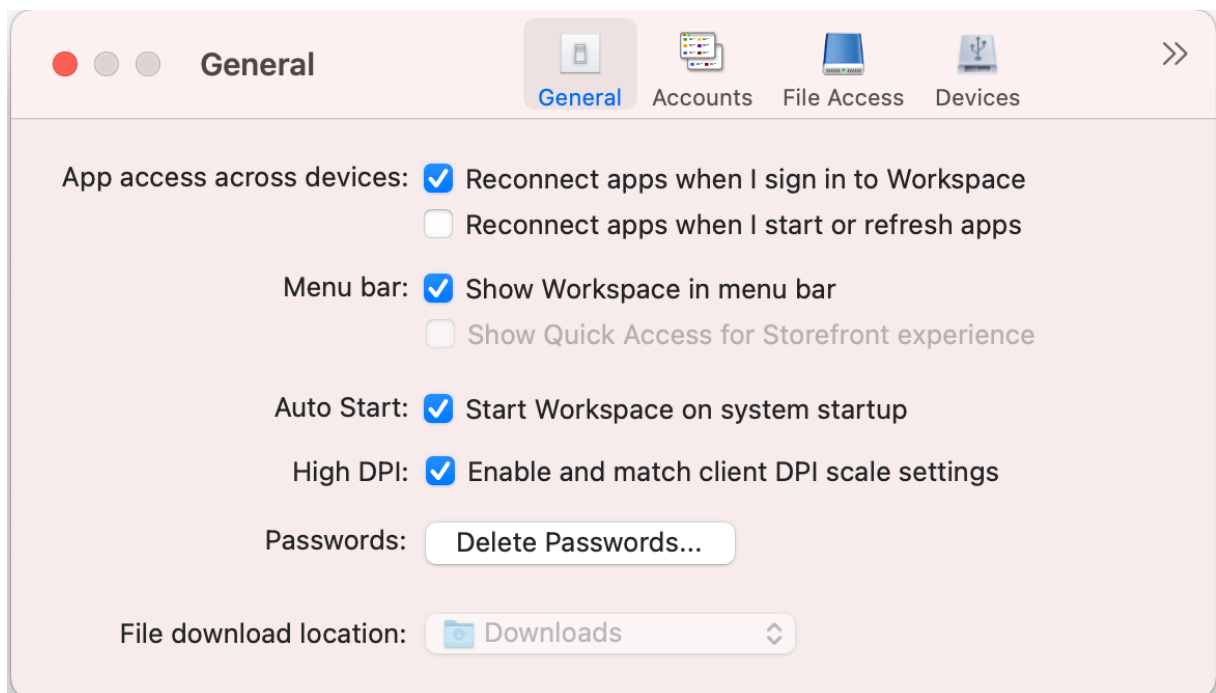 General
General Accounts File Access Devices
App access across devices: Reconnect apps when I sign in to Workspace
Reconnect apps when I start or refresh apps
Menu bar: Show Workspace in menu bar
Show Quick Access for Storefront experience
Auto Start: Start Workspace on system startup
High DPI: Enable and match client DPI scale settings
Passwords: Delete Passwords...
File download location: Downloads